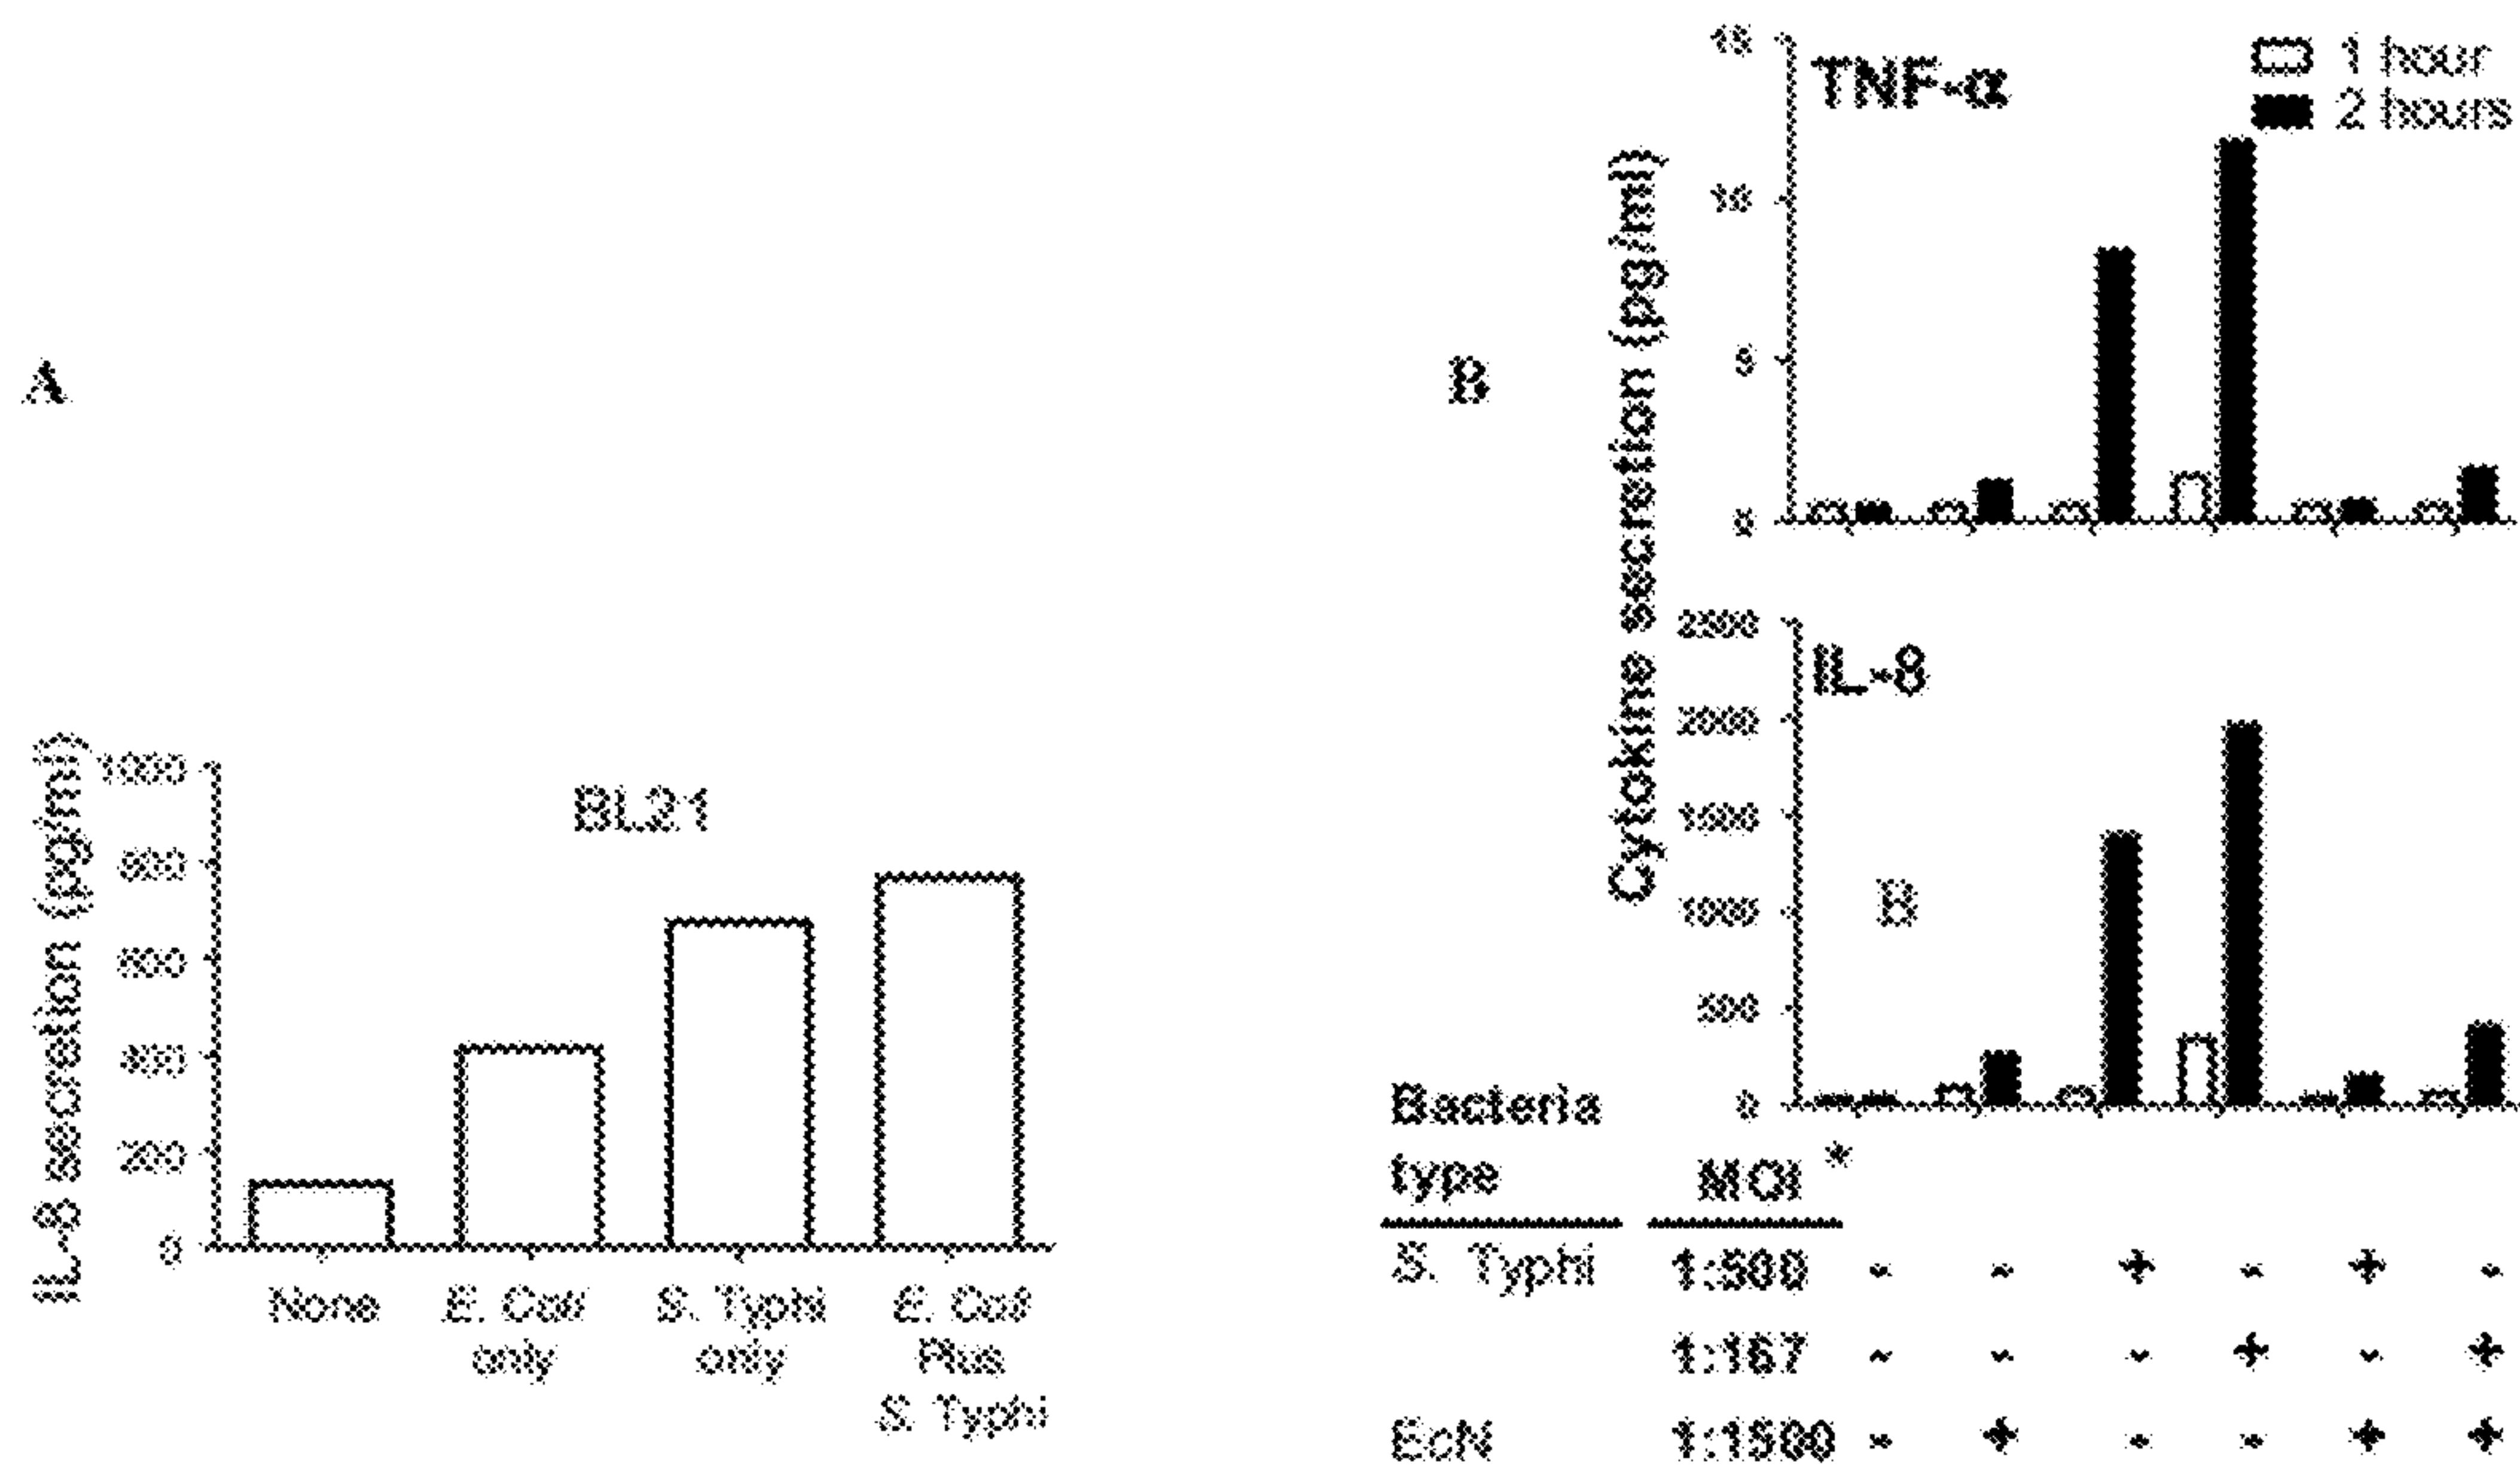 A
IL-8 secretion (pg/ml)
1000
800
600
400
200
0
BL21
None
E. Coli
only
S. Typhi
only
E. Coli
Plus
S. Typhi
B
Cytokine secretion (pg/ml)
TNF-α
1 hour
2 hours
15
10
5
0
IL-8
2500
2000
1500
1000
500
0
B
Bacteria
type
MOI *
S. Typhi 1:500 - - + - + -
1:167 - - - + - +
EcN 1:1500 - + - - + +